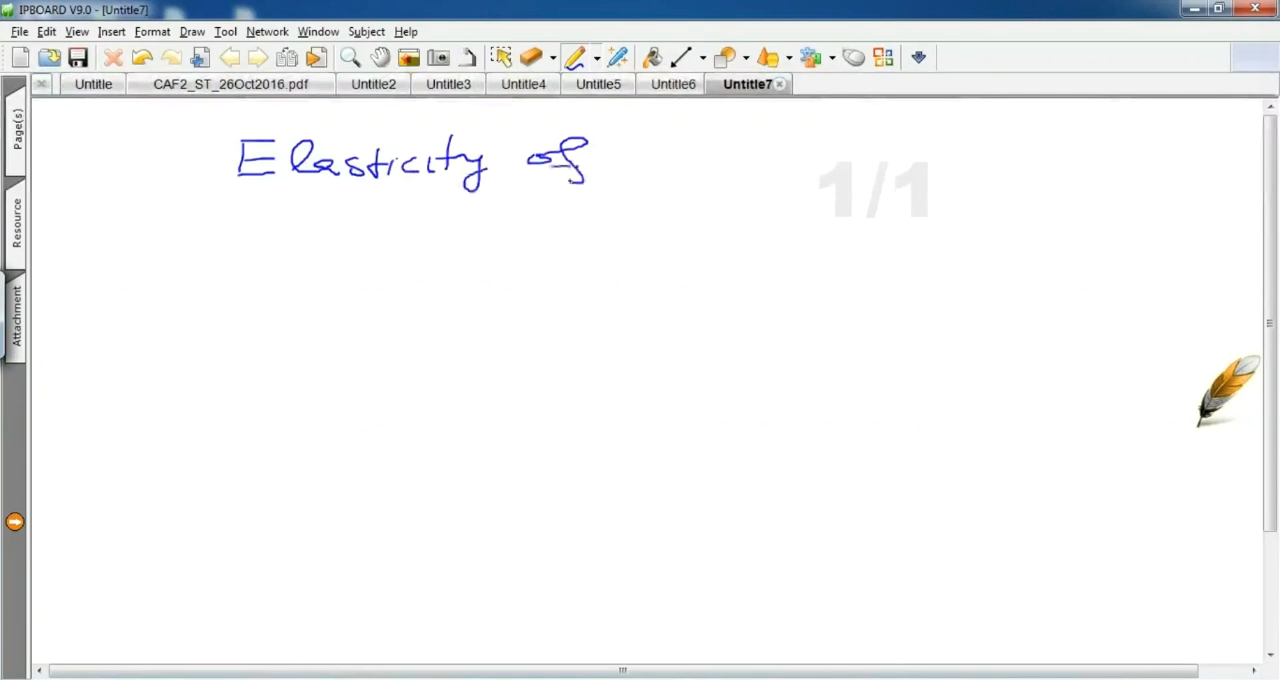 IPBOARD V9.0 - [Untitle7]
File Edit View Insert Format Draw Tool Network Window Subject Help
Untitle CAF2_ST_26Oct2016.pdf Untitle2 Untitle3 Untitle4 Untitle5 Untitle6 Untitle7
Page(s)
Resource
Attachment
Elasticity of
1/1